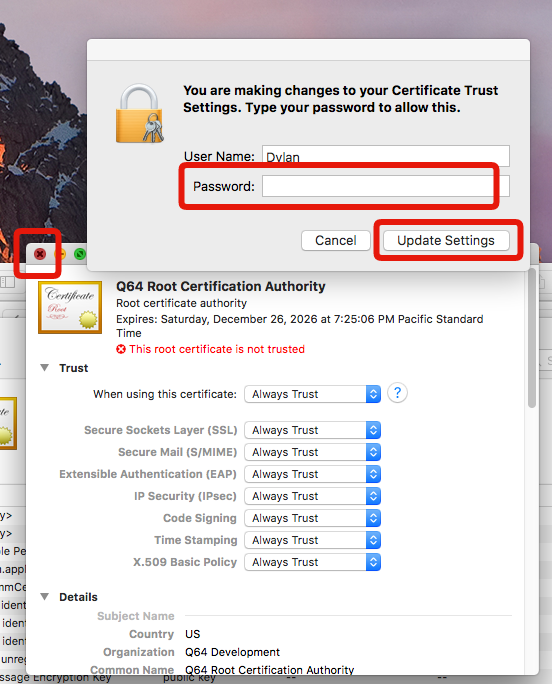 You are making changes to your Certificate Trust
Settings. Type your password to allow this.
User Name: Dylan
Password:
Cancel
Update Settings
Certificate
Root
Q64 Root Certification Authority
Root certificate authority
Expires: Saturday, December 26, 2026 at 7:25:06 PM Pacific Standard
Time
This root certificate is not trusted
Trust
When using this certificate: Always Trust ?
Secure Sockets Layer (SSL) Always Trust
Secure Mail (S/MIME) Always Trust
Extensible Authentication (EAP) Always Trust
IP Security (IPsec) Always Trust
Code Signing Always Trust
Time Stamping Always Trust
X.509 Basic Policy Always Trust
Details
Subject Name
Country US
Organization Q64 Development
Common Name Q64 Root Certification Authority
y>
y>
ple Pe
n.appl
mmCe
ident
ident
ident
unreg
ssage Encryption Key public key -- --